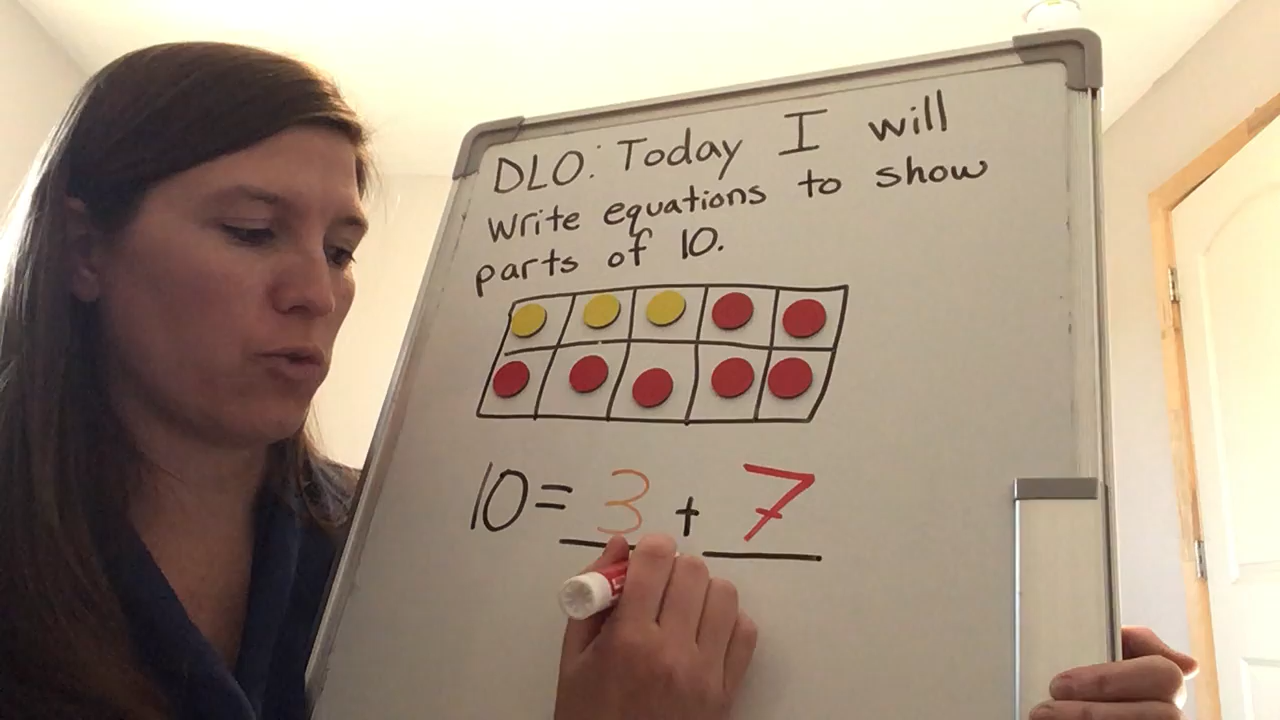 DLO: Today I will
Write equations to show
parts of 10.
10 = 3 + 7